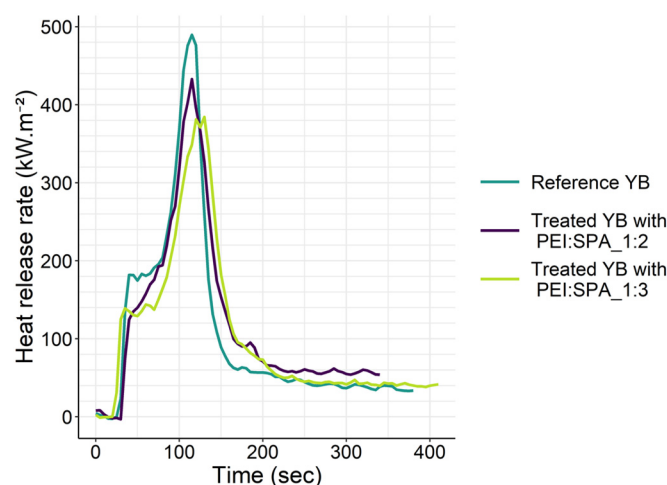 Heat release rate (kW.m⁻²)
500
400
300
200
100
0
0 100 200 300 400
Time (sec)
Reference YB
Treated YB with
PEI:SPA_1:2
Treated YB with
PEI:SPA_1:3